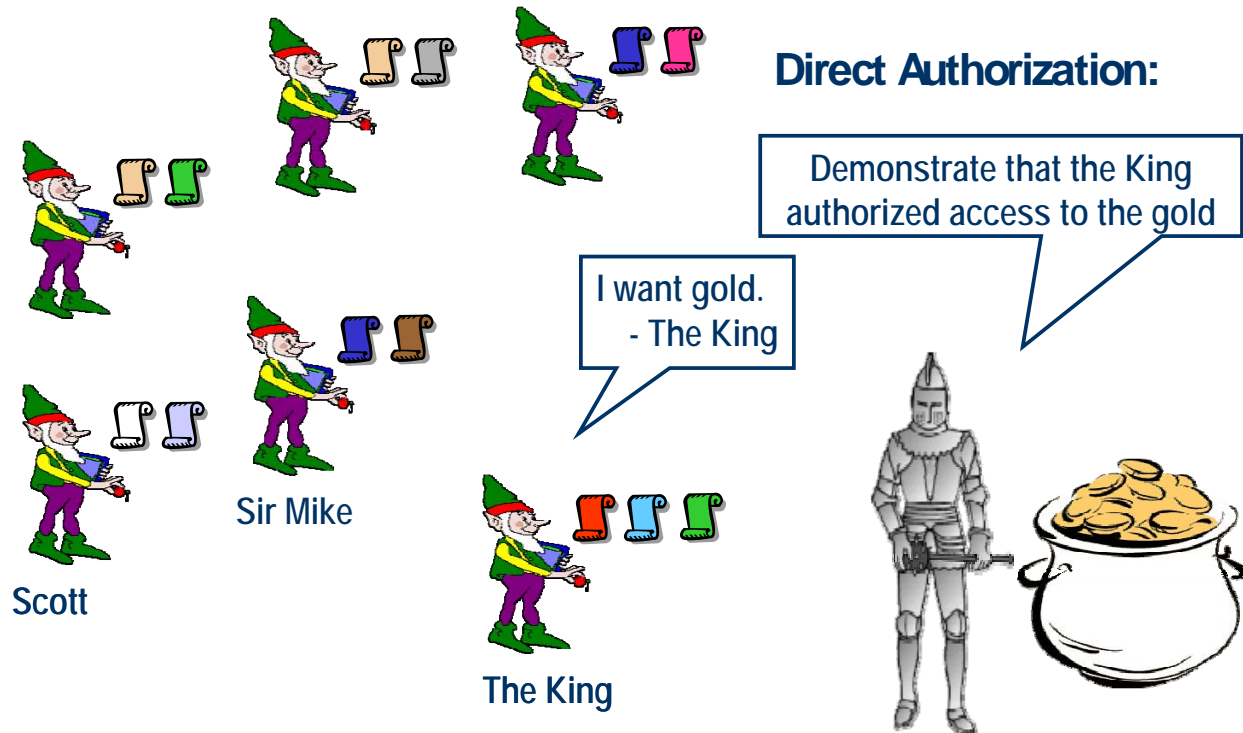 Direct Authorization:
Demonstrate that the King
authorized access to the gold
I want gold.
- The King
Sir Mike
Scott
The King